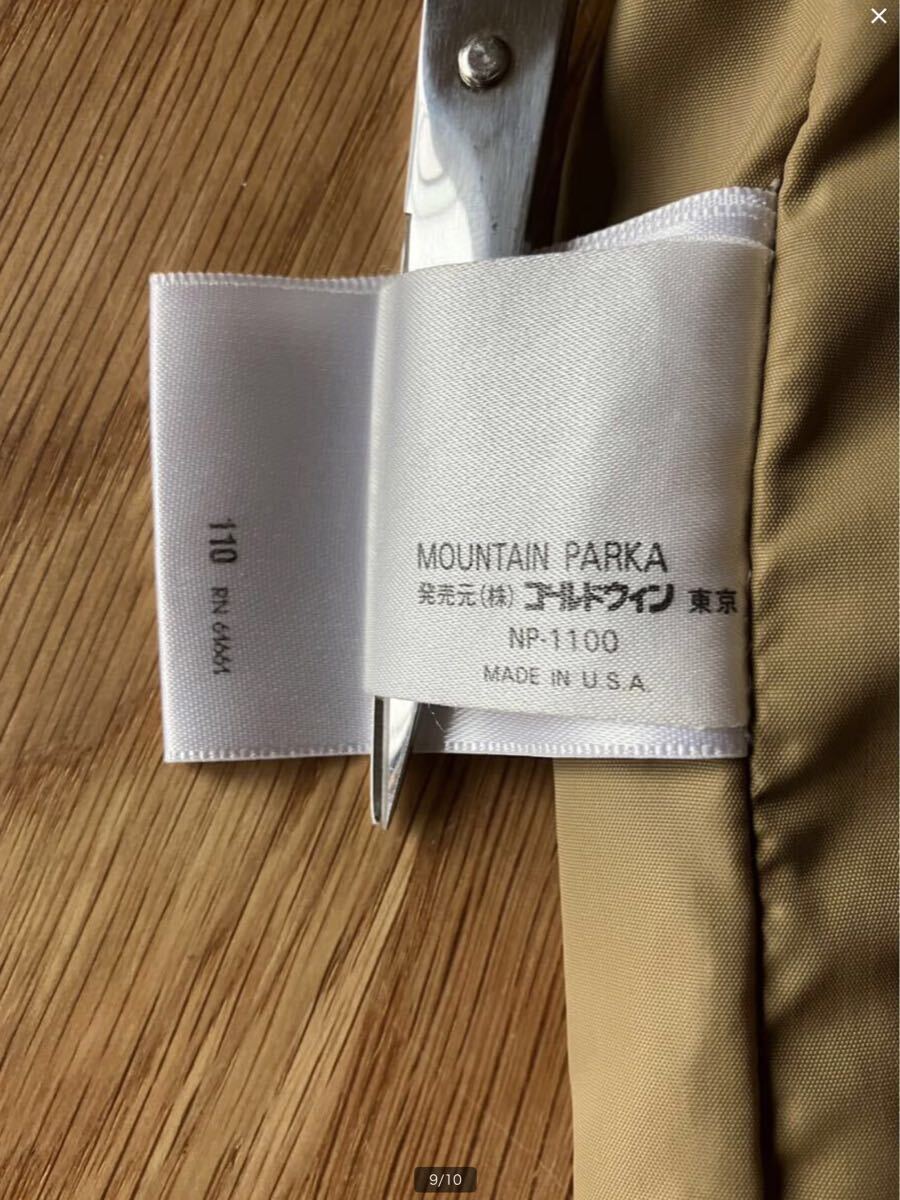 110 RN 61661
MOUNTAIN PARKA
発売元(株) ゴールドウイン 東京
NP-1100
MADE IN U.S.A.
9/10